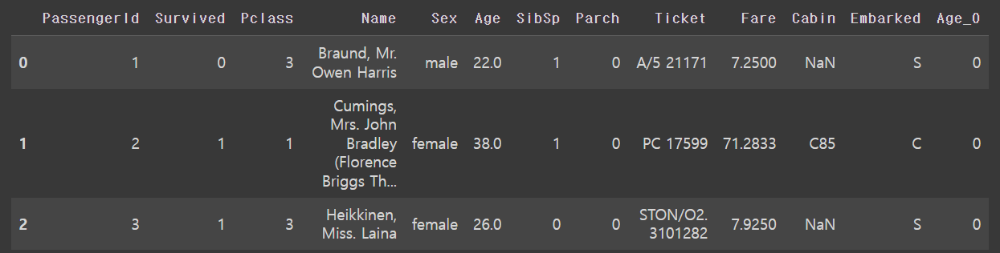 PassengerId Survived Pclass Name Sex Age SibSp Parch Ticket Fare Cabin Embarked Age_0
0 1 0 3 Braund, Mr. Owen Harris male 22.0 1 0 A/5 21171 7.2500 NaN S 0
1 2 1 1 Cumings, Mrs. John Bradley (Florence Briggs Th... female 38.0 1 0 PC 17599 71.2833 C85 C 0
2 3 1 3 Heikkinen, Miss. Laina female 26.0 0 0 STON/O2. 3101282 7.9250 NaN S 0